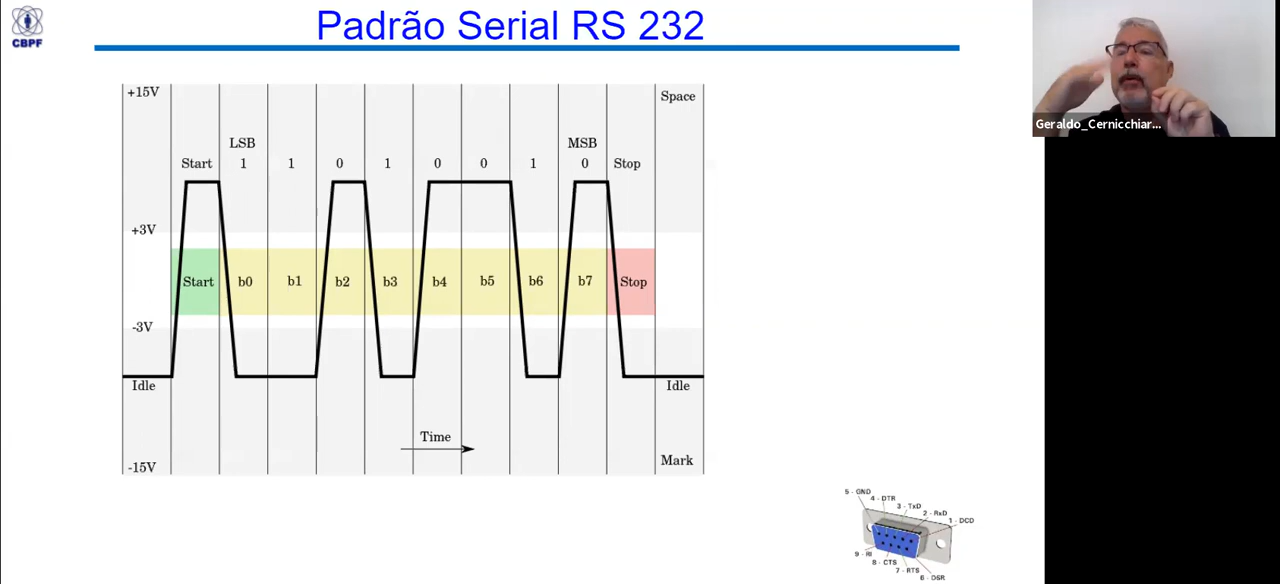 CBPF
Padrão Serial RS 232
Geraldo_Cernicchiar...
+15V
Space
LSB
MSB
Start 1 1 0 1 0 0 1 0 Stop
+3V
Start b0 b1 b2 b3 b4 b5 b6 b7 Stop
-3V
Idle
Idle
Time
-15V
Mark
5 - GND
4 - DTR
3 - TxD
2 - RxD
1 - DCD
9 - RI
8 - CTS
7 - RTS
6 - DSR